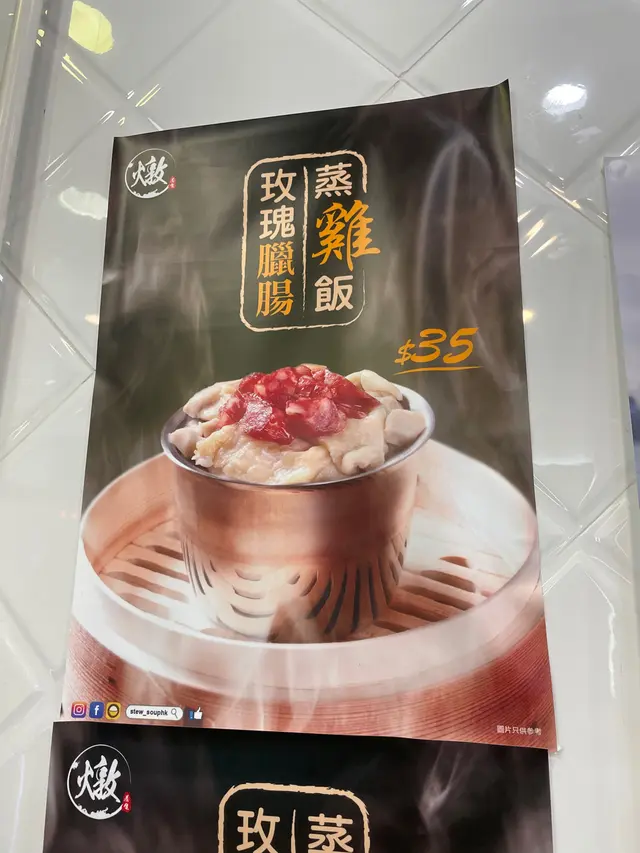 燉
玫瑰臘腸
蒸雞飯
$35
stew_souphk
圖片只供參考
燉
玫
蒸